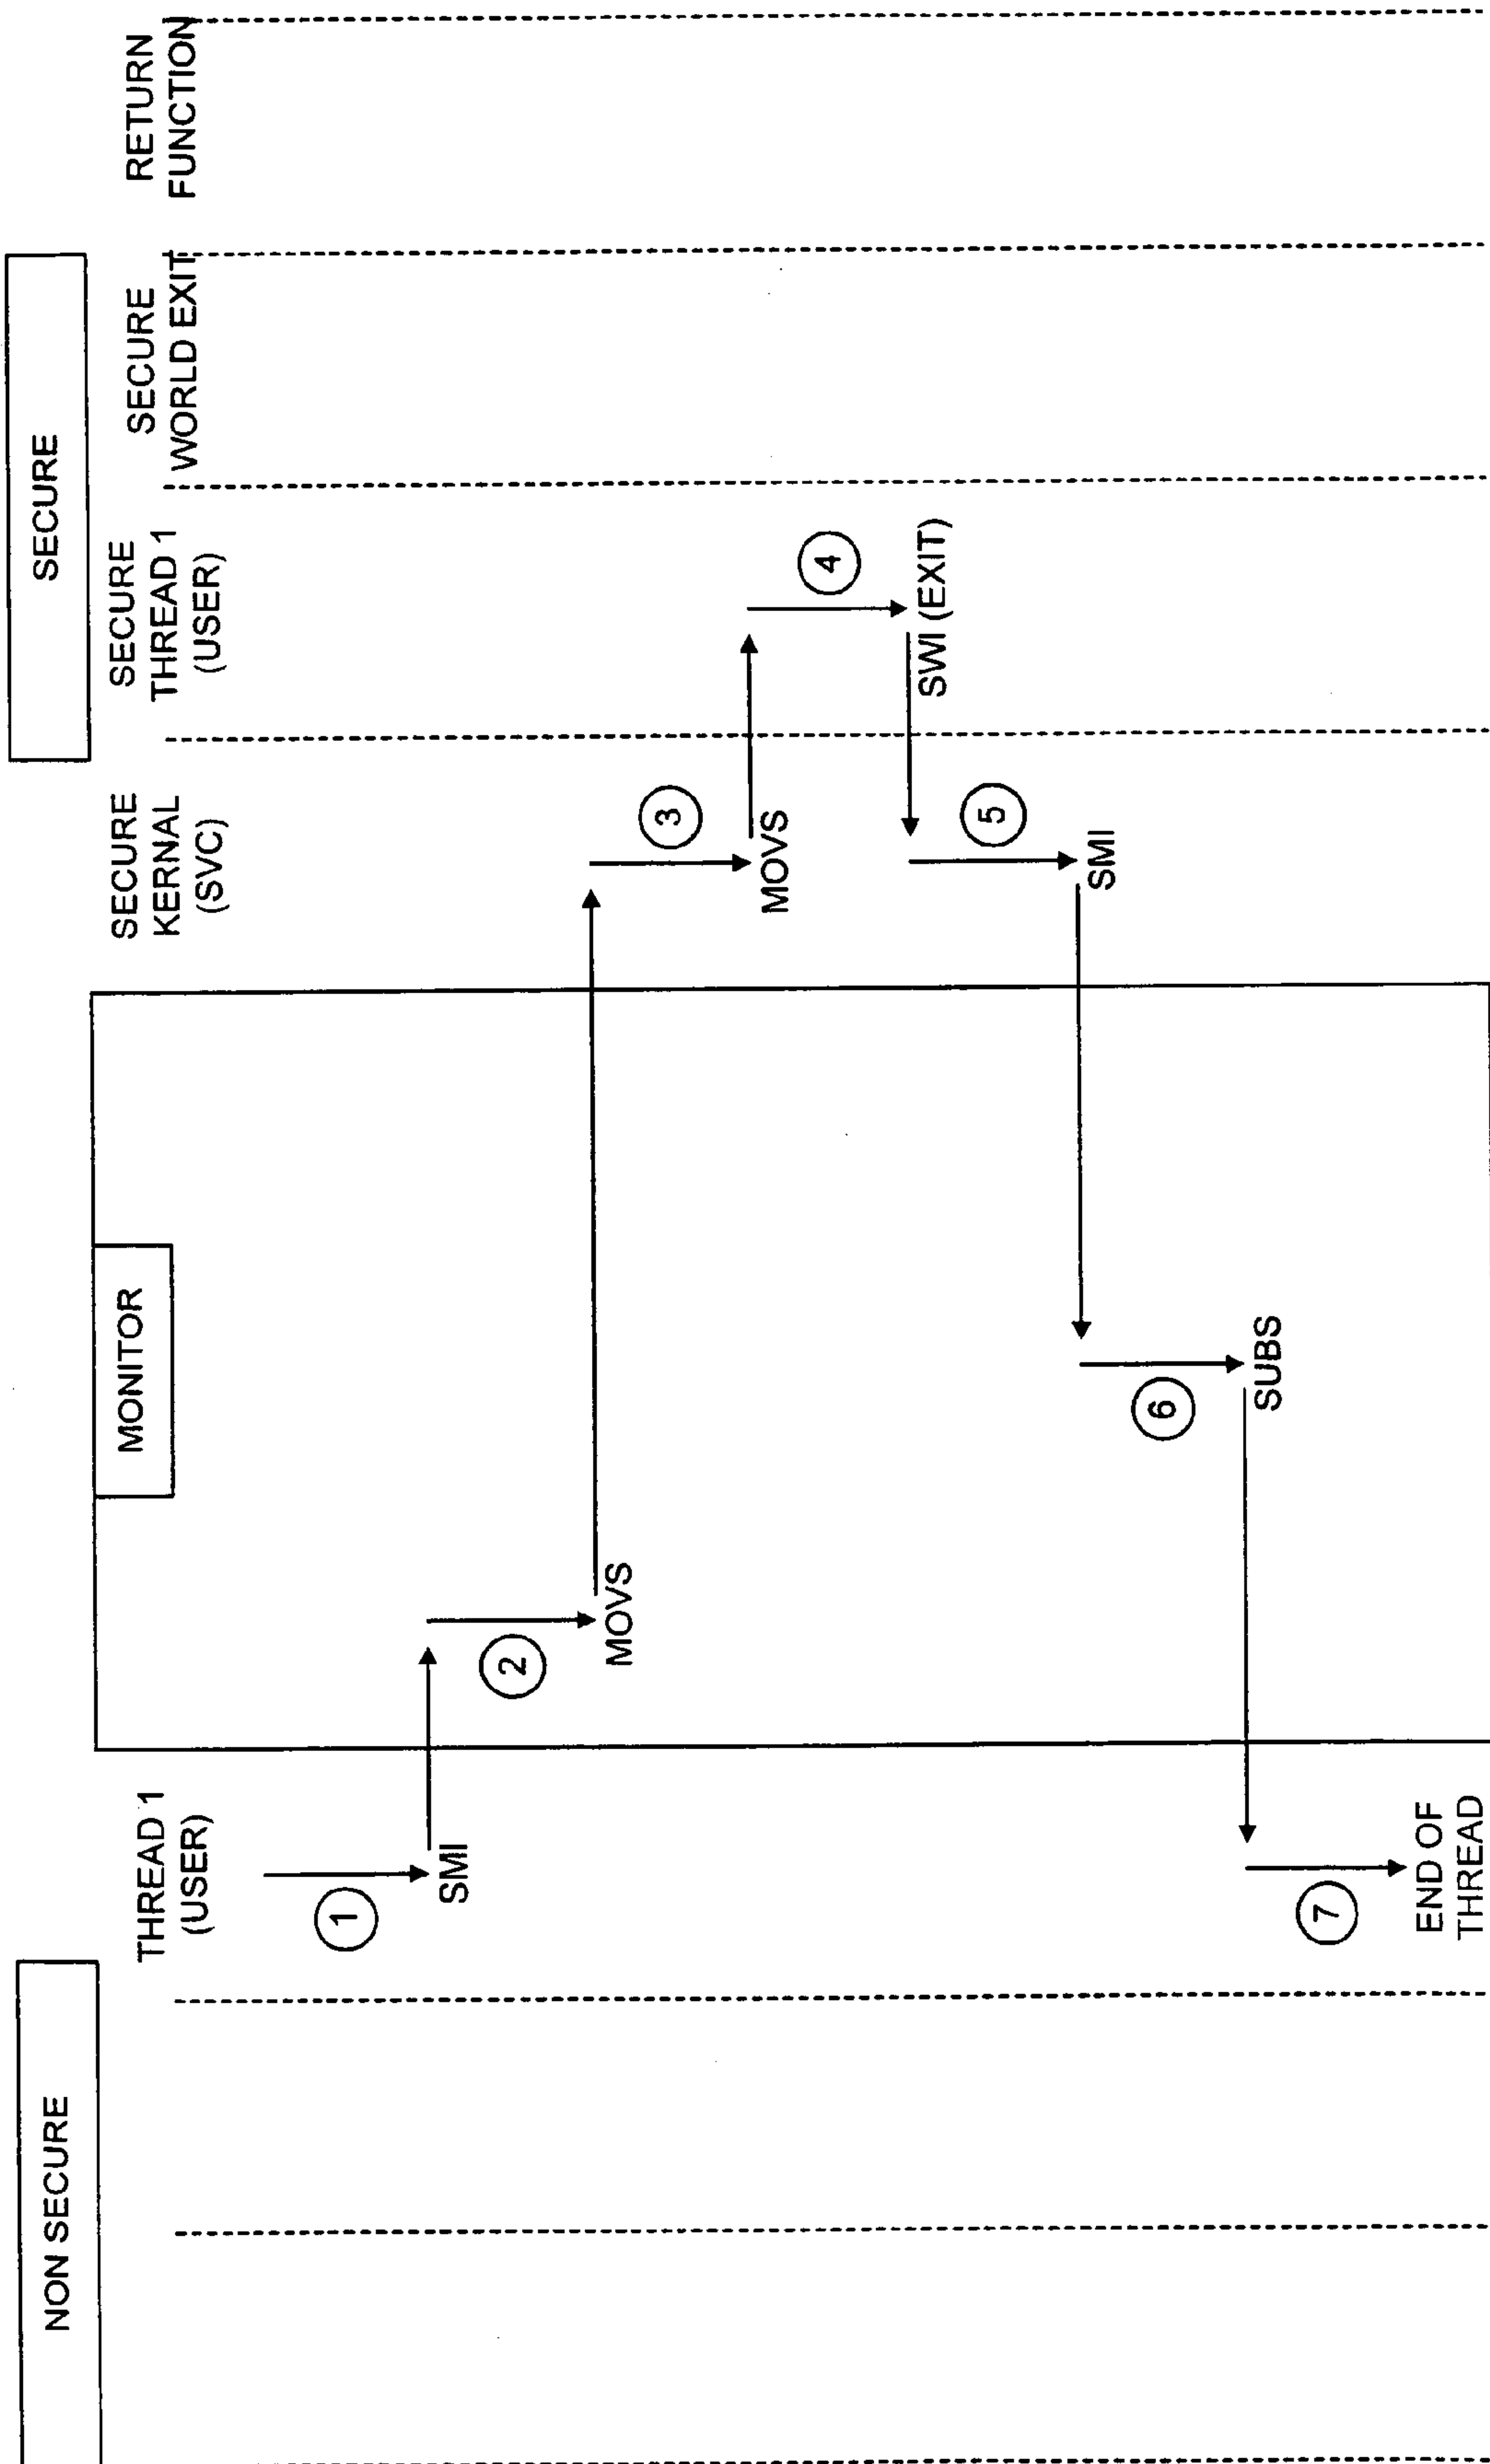 NON SECURE
MONITOR
SECURE
THREAD 1
(USER)
SECURE
KERNAL
(SVC)
SECURE
THREAD 1
(USER)
SECURE
WORLD EXIT
RETURN
FUNCTION
1
SMI
2
MOVS
3
MOVS
4
SWI (EXIT)
5
SMI
6
SUBS
7
END OF
THREAD